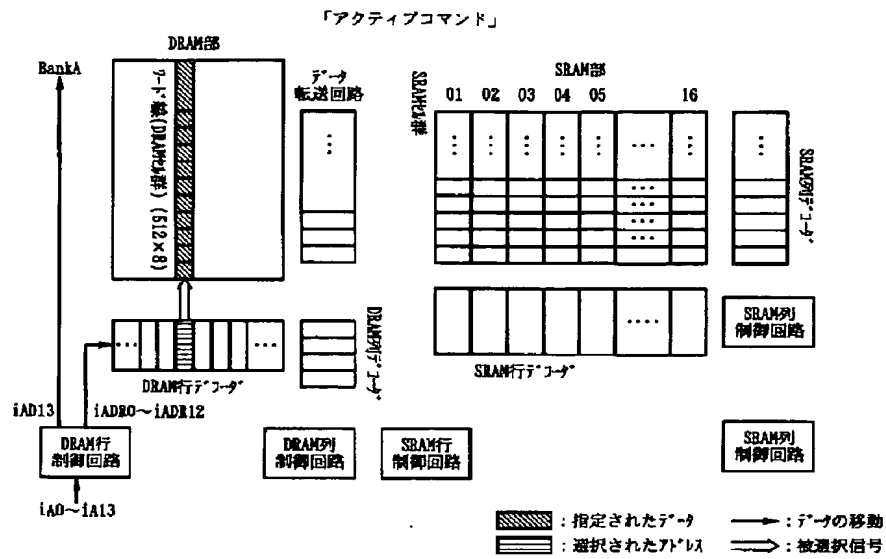 「アクティブコマンド」
DRAM部
BankA
ワード線(DRAMセル群) (512×8)
データ
転送回路
SRAMセル群
SRAM部
01 02 03 04 05 16
SRAM列デコーダ
DRAM行デコーダ
DRAM列デコーダ
SRAM行デコーダ
SRAM列
制御回路
iAD13
iADR0～iADR12
DRAM行
制御回路
DRAM列
制御回路
SRAM行
制御回路
SRAM列
制御回路
iA0～iA13
：指定されたデータ
：データの移動
：選択されたアドレス
：被選択信号